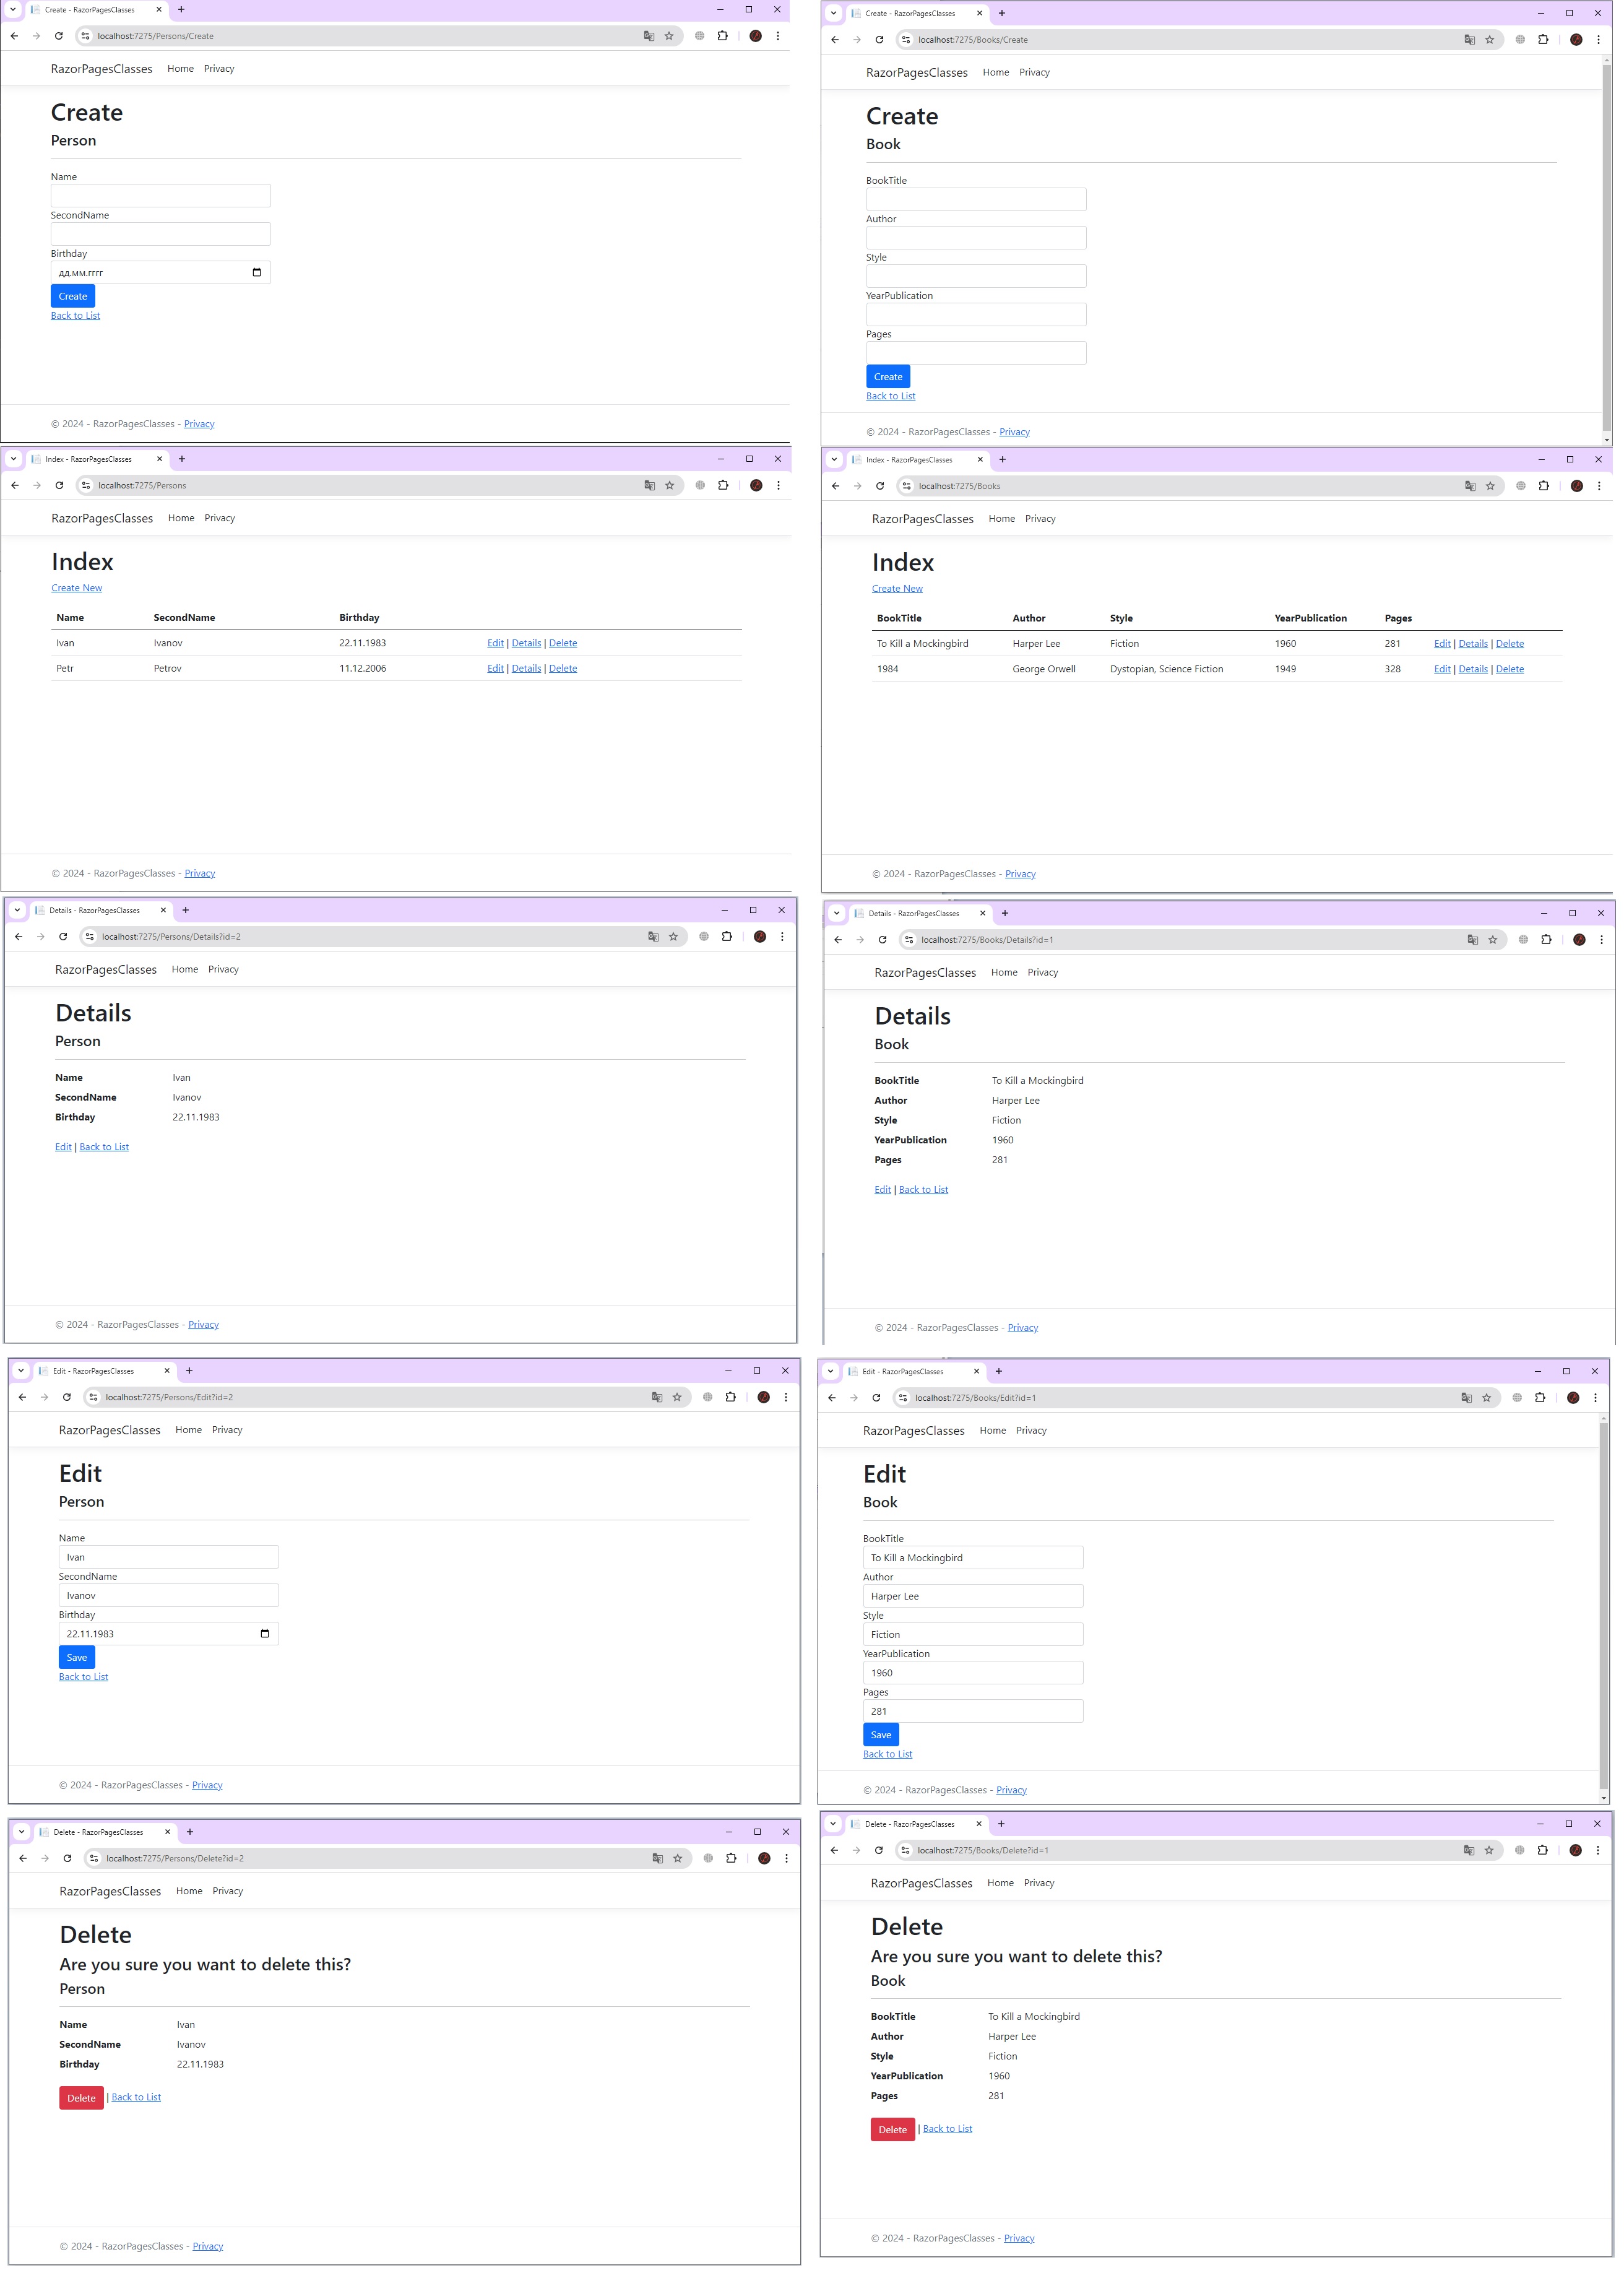 Create - RazorPagesClasses
localhost:7275/Persons/Create
RazorPagesClasses Home Privacy
Create
Person
Name
SecondName
Birthday
дд.мм.гггг
Create
Back to List
© 2024 - RazorPagesClasses - Privacy
Create - RazorPagesClasses
localhost:7275/Books/Create
RazorPagesClasses Home Privacy
Create
Book
BookTitle
Author
Style
YearPublication
Pages
Create
Back to List
© 2024 - RazorPagesClasses - Privacy
Index - RazorPagesClasses
localhost:7275/Persons
RazorPagesClasses Home Privacy
Index
Create New
Name SecondName Birthday
Ivan Ivanov 22.11.1983 Edit | Details | Delete
Petr Petrov 11.12.2006 Edit | Details | Delete
© 2024 - RazorPagesClasses - Privacy
Index - RazorPagesClasses
localhost:7275/Books
RazorPagesClasses Home Privacy
Index
Create New
BookTitle Author Style YearPublication Pages
To Kill a Mockingbird Harper Lee Fiction 1960 281 Edit | Details | Delete
1984 George Orwell Dystopian, Science Fiction 1949 328 Edit | Details | Delete
© 2024 - RazorPagesClasses - Privacy
Details - RazorPagesClasses
localhost:7275/Persons/Details?id=2
RazorPagesClasses Home Privacy
Details
Person
Name Ivan
SecondName Ivanov
Birthday 22.11.1983
Edit | Back to List
© 2024 - RazorPagesClasses - Privacy
Details - RazorPagesClasses
localhost:7275/Books/Details?id=1
RazorPagesClasses Home Privacy
Details
Book
BookTitle To Kill a Mockingbird
Author Harper Lee
Style Fiction
YearPublication 1960
Pages 281
Edit | Back to List
© 2024 - RazorPagesClasses - Privacy
Edit - RazorPagesClasses
localhost:7275/Persons/Edit?id=2
RazorPagesClasses Home Privacy
Edit
Person
Name
Ivan
SecondName
Ivanov
Birthday
22.11.1983
Save
Back to List
© 2024 - RazorPagesClasses - Privacy
Edit - RazorPagesClasses
localhost:7275/Books/Edit?id=1
RazorPagesClasses Home Privacy
Edit
Book
BookTitle
To Kill a Mockingbird
Author
Harper Lee
Style
Fiction
YearPublication
1960
Pages
281
Save
Back to List
© 2024 - RazorPagesClasses - Privacy
Delete - RazorPagesClasses
localhost:7275/Persons/Delete?id=2
RazorPagesClasses Home Privacy
Delete
Are you sure you want to delete this?
Person
Name Ivan
SecondName Ivanov
Birthday 22.11.1983
Delete | Back to List
© 2024 - RazorPagesClasses - Privacy
Delete - RazorPagesClasses
localhost:7275/Books/Delete?id=1
RazorPagesClasses Home Privacy
Delete
Are you sure you want to delete this?
Book
BookTitle To Kill a Mockingbird
Author Harper Lee
Style Fiction
YearPublication 1960
Pages 281
Delete | Back to List
© 2024 - RazorPagesClasses - Privacy